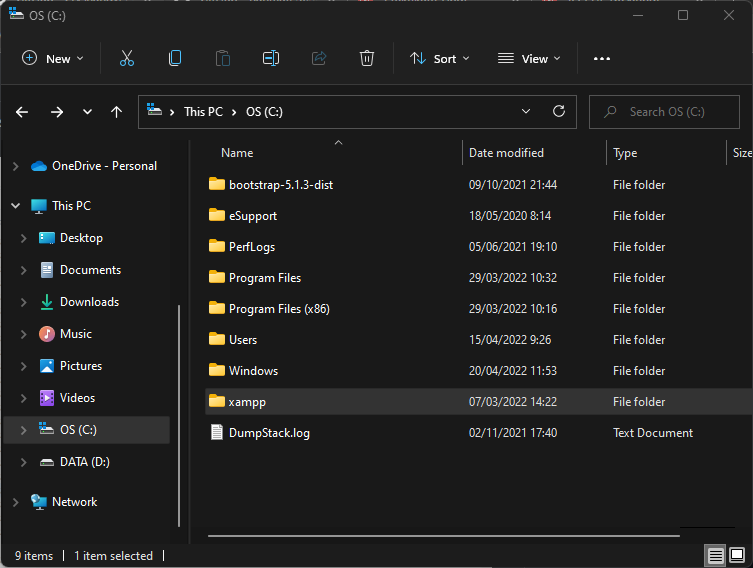 OS (C:)
New Sort View
This PC OS (C:) Search OS (C:)
Name Date modified Type Size
OneDrive - Personal
This PC
Desktop
Documents
Downloads
Music
Pictures
Videos
OS (C:)
DATA (D:)
Network
bootstrap-5.1.3-dist 09/10/2021 21:44 File folder
eSupport 18/05/2020 8:14 File folder
PerfLogs 05/06/2021 19:10 File folder
Program Files 29/03/2022 10:32 File folder
Program Files (x86) 29/03/2022 10:16 File folder
Users 15/04/2022 9:26 File folder
Windows 20/04/2022 11:53 File folder
xampp 07/03/2022 14:22 File folder
DumpStack.log 02/11/2021 17:40 Text Document
9 items 1 item selected